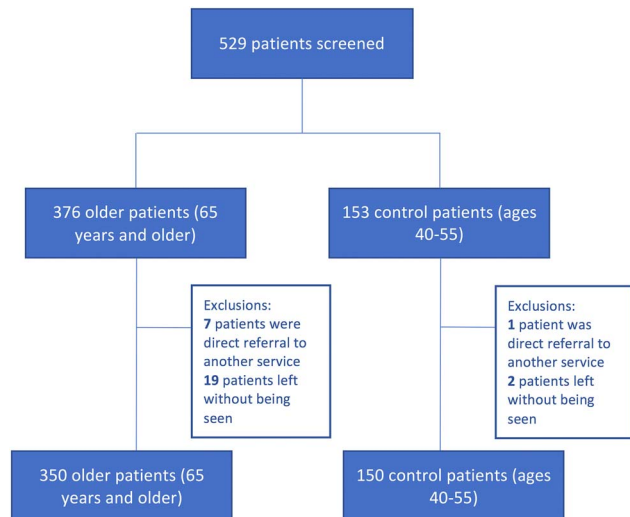 529 patients screened
376 older patients (65
years and older)
153 control patients (ages
40-55)
Exclusions:
7 patients were
direct referral to
another service
19 patients left
without being
seen
Exclusions:
1 patient was
direct referral to
another service
2 patients left
without being
seen
350 older patients (65
years and older)
150 control patients (ages
40-55)